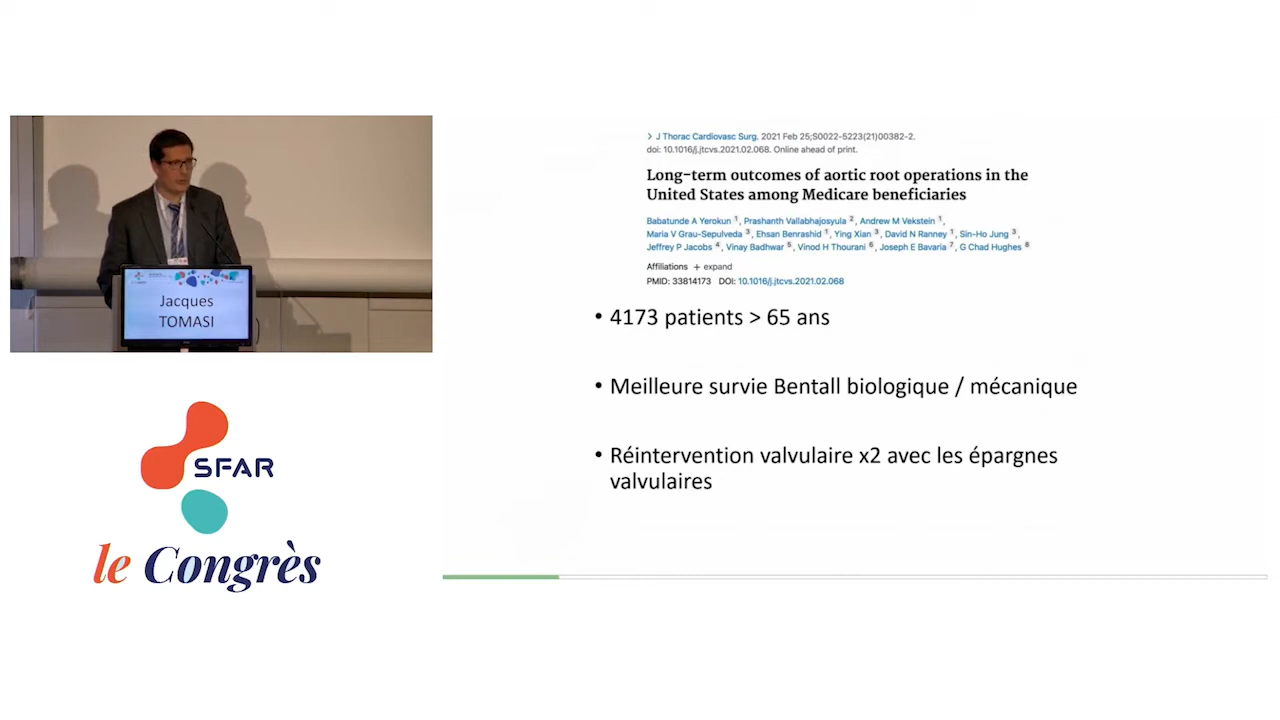 Jacques
TOMASI
SFAR
le Congrès
> J Thorac Cardiovasc Surg. 2021 Feb 25;S0022-5223(21)00382-2.
doi: 10.1016/j.jtcvs.2021.02.068. Online ahead of print.
Long-term outcomes of aortic root operations in the
United States among Medicare beneficiaries
Babatunde A Yerokun 1, Prashanth Vallabhajosyula 2, Andrew M Vekstein 1,
Maria V Grau-Sepulveda 3, Ehsan Benrashid 1, Ying Xian 3, David N Ranney 1, Sin-Ho Jung 3,
Jeffrey P Jacobs 4, Vinay Badhwar 5, Vinod H Thourani 6, Joseph E Bavaria 7, G Chad Hughes 8
Affiliations + expand
PMID: 33814173 DOI: 10.1016/j.jtcvs.2021.02.068
• 4173 patients > 65 ans
• Meilleure survie Bentall biologique / mécanique
• Réintervention valvulaire x2 avec les épargnes
valvulaires